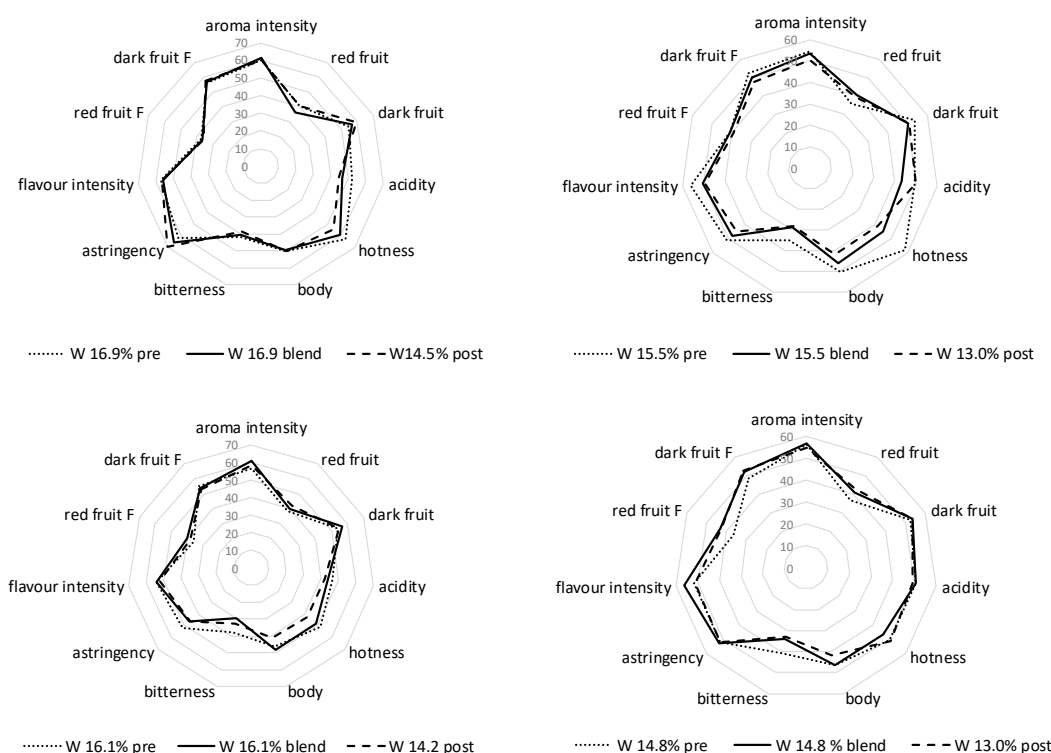 aroma intensity
red fruit
dark fruit
acidity
hotness
body
bitterness
astringency
flavour intensity
red fruit F
dark fruit F
70
60
50
40
30
20
10
0
W 16.9% pre
W 16.9 blend
W14.5% post
aroma intensity
red fruit
dark fruit
acidity
hotness
body
bitterness
astringency
flavour intensity
red fruit F
dark fruit F
60
50
40
30
20
10
0
W 15.5% pre
W 15.5 blend
W 13.0% post
aroma intensity
red fruit
dark fruit
acidity
hotness
body
bitterness
astringency
flavour intensity
red fruit F
dark fruit F
70
60
50
40
30
20
10
0
W 16.1% pre
W 16.1% blend
W 14.2 post
aroma intensity
red fruit
dark fruit
acidity
hotness
body
bitterness
astringency
flavour intensity
red fruit F
dark fruit F
60
50
40
30
20
10
0
W 14.8% pre
W 14.8 % blend
W 13.0% post